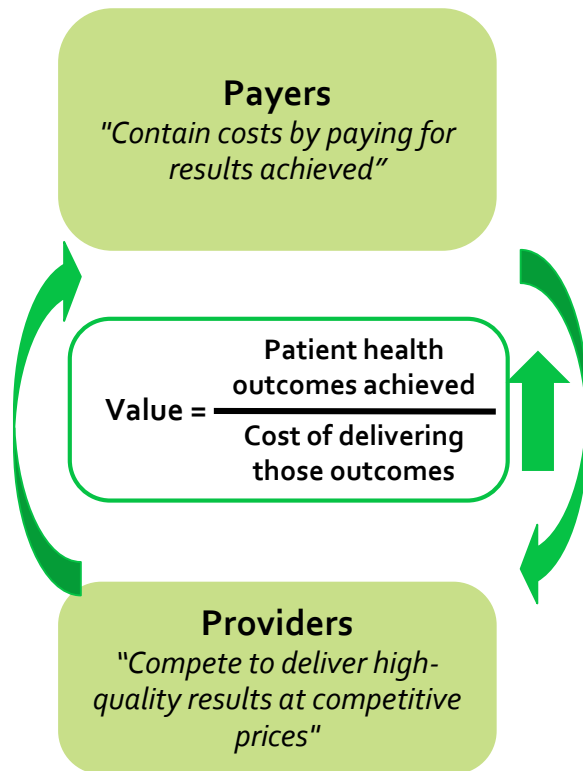 Payers
"Contain costs by paying for
results achieved”
Patient health
outcomes achieved
Value =
Cost of delivering
those outcomes
Providers
“Compete to deliver high-
quality results at competitive
prices"